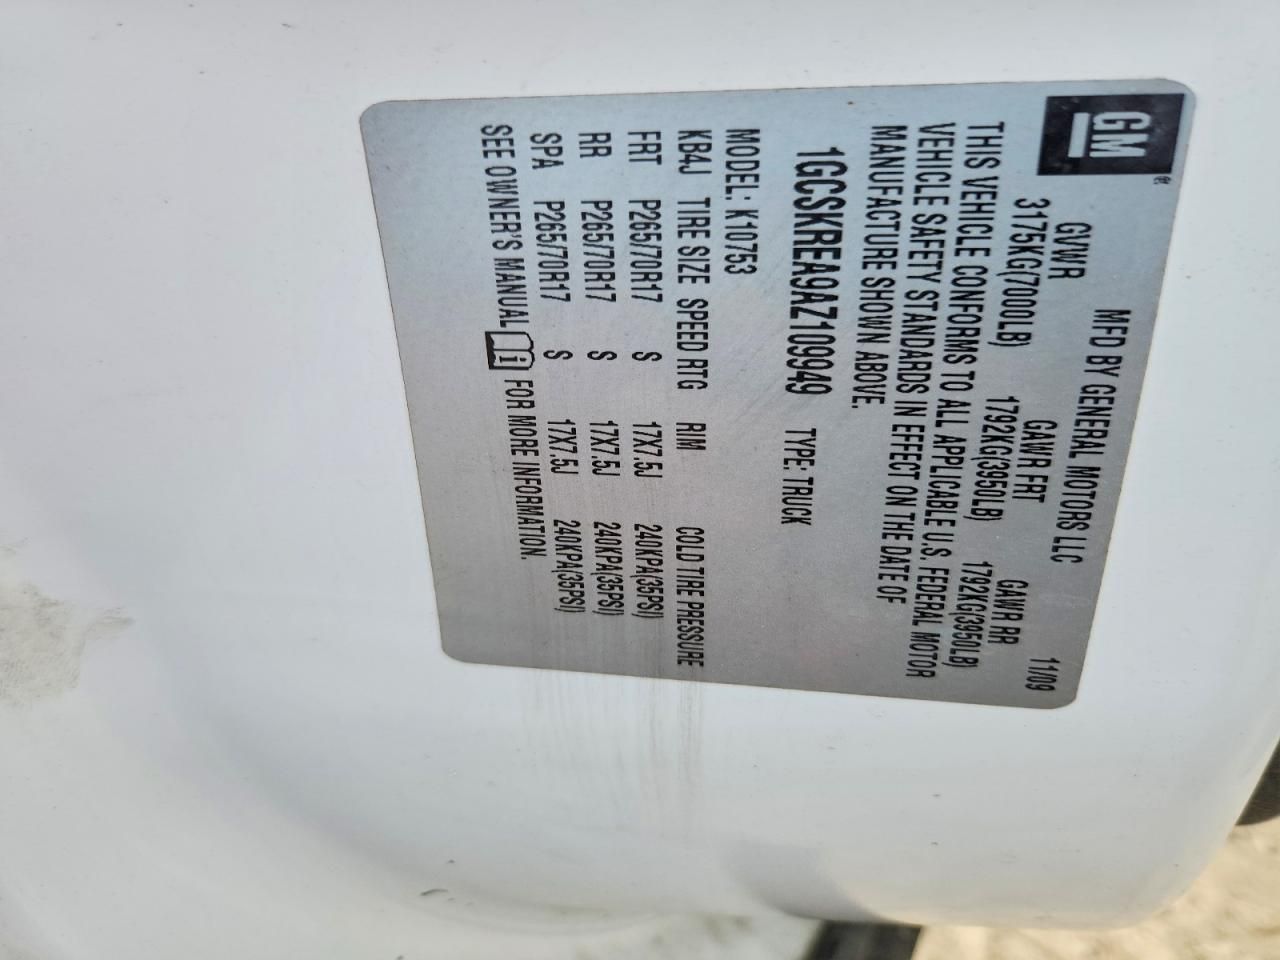 GM®
MFD BY GENERAL MOTORS LLC 11/09
GVWR GAWR FRT GAWR RR
3175KG(7000LB) 1792KG(3950LB) 1792KG(3950LB)
THIS VEHICLE CONFORMS TO ALL APPLICABLE U.S. FEDERAL MOTOR
VEHICLE SAFETY STANDARDS IN EFFECT ON THE DATE OF
MANUFACTURE SHOWN ABOVE.
1GCSKREA9AZ109949 TYPE: TRUCK
MODEL: K10753
KB4J TIRE SIZE SPEED RTG RIM COLD TIRE PRESSURE
FRT P265/70R17 S 17X7.5J 240KPA(35PSI)
RR P265/70R17 S 17X7.5J 240KPA(35PSI)
SPA P265/70R17 S 17X7.5J 240KPA(35PSI)
SEE OWNER'S MANUAL i FOR MORE INFORMATION.